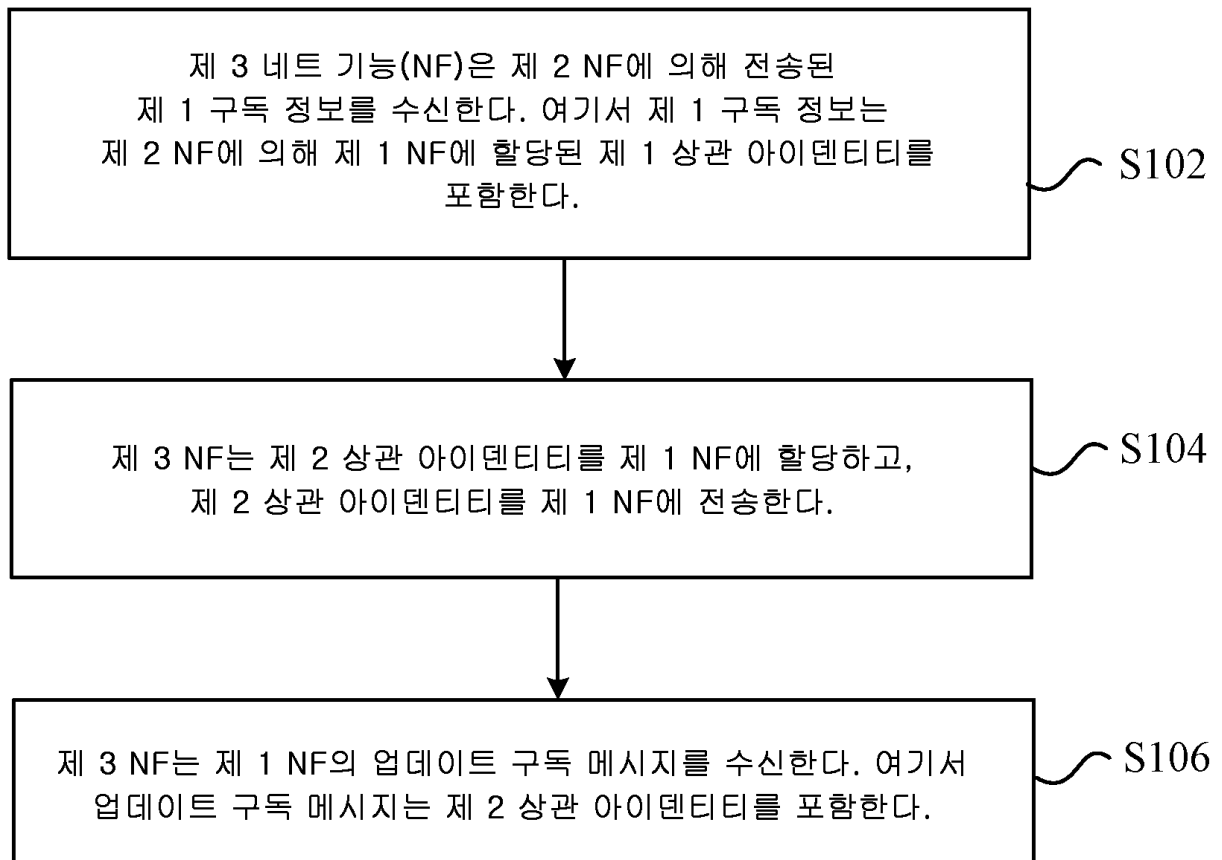 제 3 네트 기능(NF)은 제 2 NF에 의해 전송된
제 1 구독 정보를 수신한다. 여기서 제 1 구독 정보는
제 2 NF에 의해 제 1 NF에 할당된 제 1 상관 아이덴티티를
포함한다.
S102
제 3 NF는 제 2 상관 아이덴티티를 제 1 NF에 할당하고,
제 2 상관 아이덴티티를 제 1 NF에 전송한다.
S104
제 3 NF는 제 1 NF의 업데이트 구독 메시지를 수신한다. 여기서
업데이트 구독 메시지는 제 2 상관 아이덴티티를 포함한다.
S106